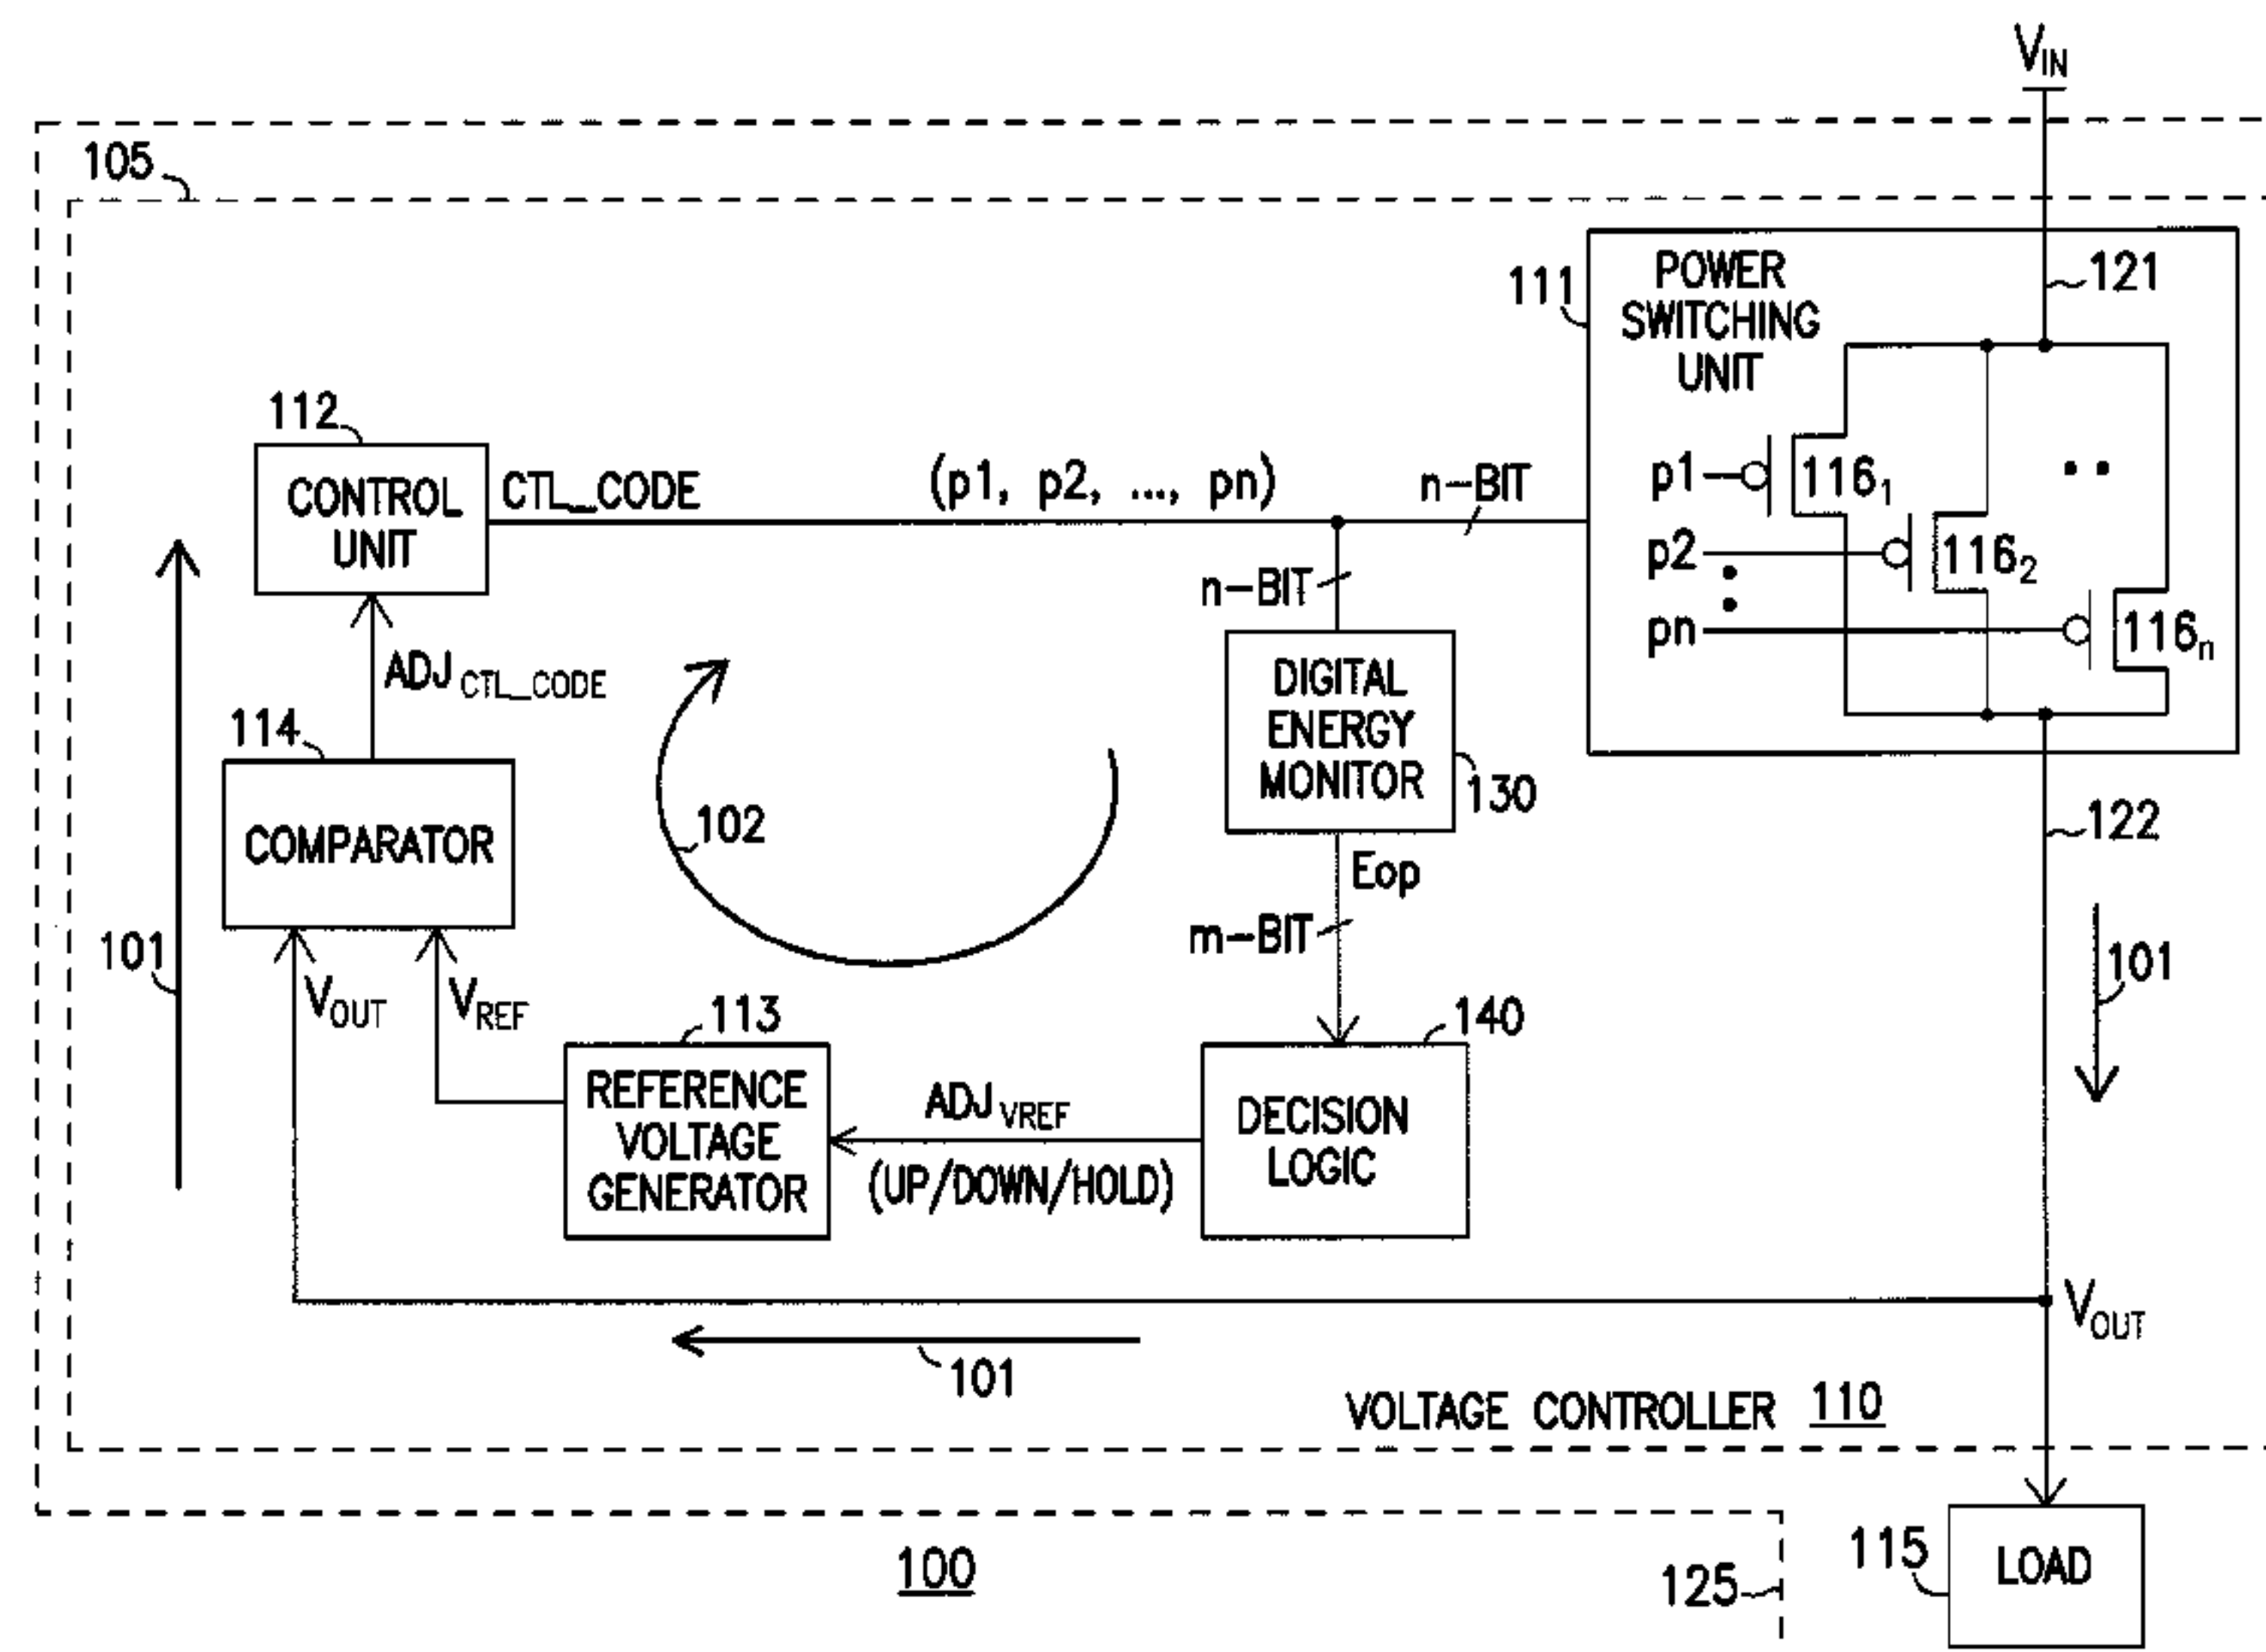 V_IN
105
POWER
SWITCHING
UNIT
111
121
112
CONTROL
UNIT
CTL_CODE
(p1, p2, ..., pn)
n-BIT
p1
116_1
p2
116_2
pn
116_n
n-BIT
ADJ_CTL_CODE
DIGITAL
ENERGY
MONITOR
130
114
COMPARATOR
102
122
Eop
m-BIT
101
101
V_OUT
V_REF
113
140
REFERENCE
VOLTAGE
GENERATOR
ADJ_VREF
(UP/DOWN/HOLD)
DECISION
LOGIC
V_OUT
101
VOLTAGE CONTROLLER 110
100
125
115
LOAD